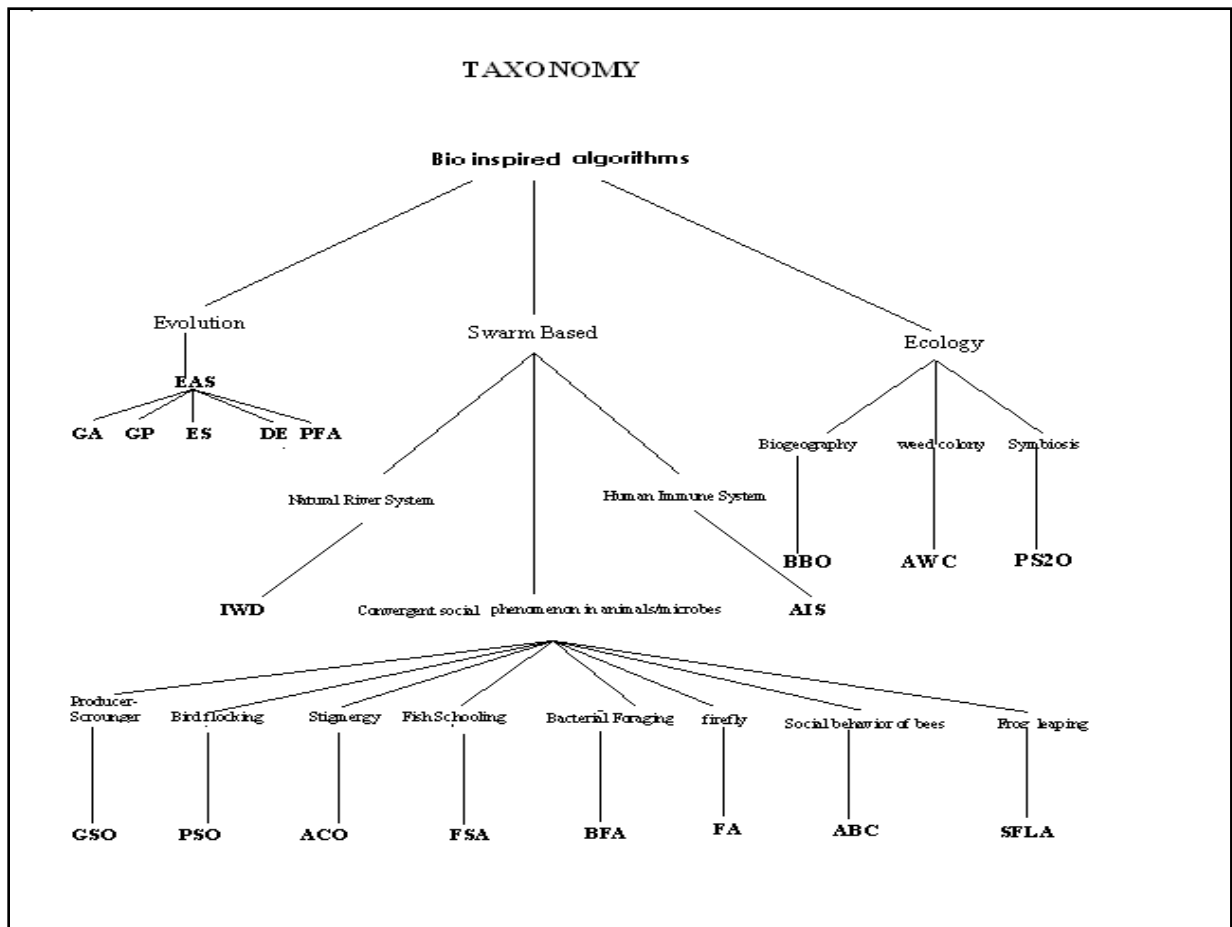 TAXONOMY
Bio inspired algorithms
Evolution
Swarm Based
Ecology
EAS
GA GP ES DE PFA
Biogeography weed colony Symbiosis
Natural River System Human Immune System
BBO AWC PS2O
IWD Convergent social phenomenon in animals/microbes AIS
Producer-
Scrounger Bird flocking Stigmergy Fish Schooling Bacterial Foraging firefly Social behavior of bees Frog leaping
GSO PSO ACO FSA BFA FA ABC SFLA